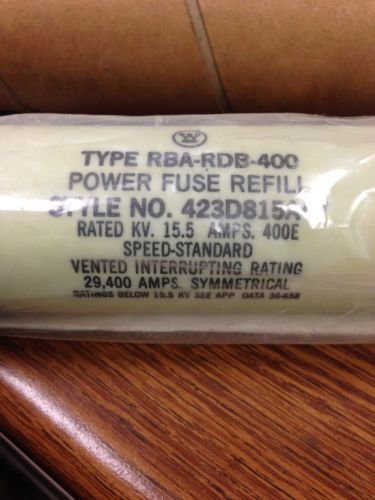 TYPE RBA-RDB-400
POWER FUSE REFILL
STYLE NO.
RATED KV. 15.5 AMPS. 400E
SPEED-STANDARD
VENTED INTERRUPTING RATING
29,400 AMPS. SYMMETRICAL
RATINGS BELOW 15.5 KV SEE APP DATA 36-658